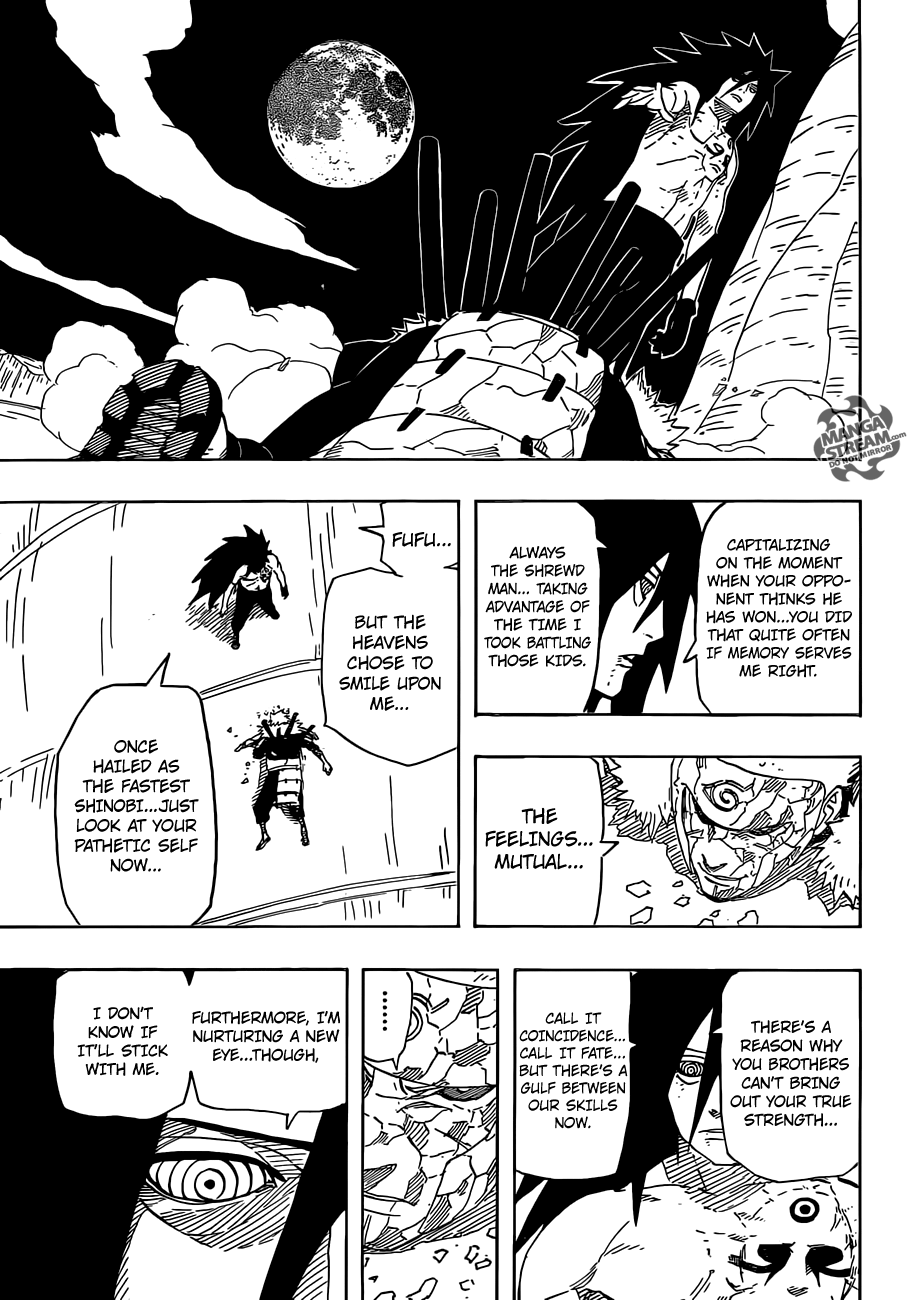 MANGA
STREAM.com
DO NOT MIRROR
CAPITALIZING
ON THE MOMENT
WHEN YOUR OPPO-
NENT THINKS HE
HAS WON...YOU DID
THAT QUITE OFTEN
IF MEMORY SERVES
ME RIGHT.
ALWAYS
THE SHREWD
MAN... TAKING
ADVANTAGE OF
THE TIME I
TOOK BATTLING
THOSE KIDS.
THE
FEELINGS...
MUTUAL...
FUFU...
BUT THE
HEAVENS
CHOSE TO
SMILE UPON
ME...
ONCE
HAILED AS
THE FASTEST
SHINOBI...JUST
LOOK AT YOUR
PATHETIC SELF
NOW...
THERE'S A
REASON WHY
YOU BROTHERS
CAN'T BRING
OUT YOUR TRUE
STRENGTH...
CALL IT
COINCIDENCE...
CALL IT FATE...
BUT THERE'S A
GULF BETWEEN
OUR SKILLS
NOW.
......
FURTHERMORE, I'M
NURTURING A NEW
EYE...THOUGH,
I DON'T
KNOW IF
IT'LL STICK
WITH ME.